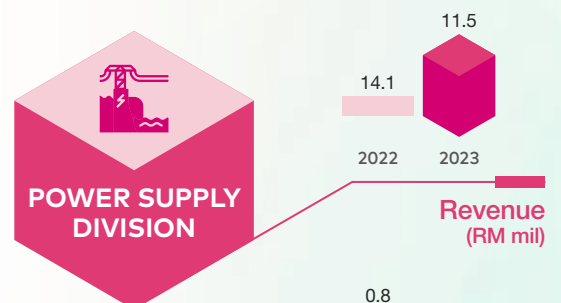 11.5
14.1
2022 2023
POWER SUPPLY
DIVISION
Revenue
(RM mil)
0.8